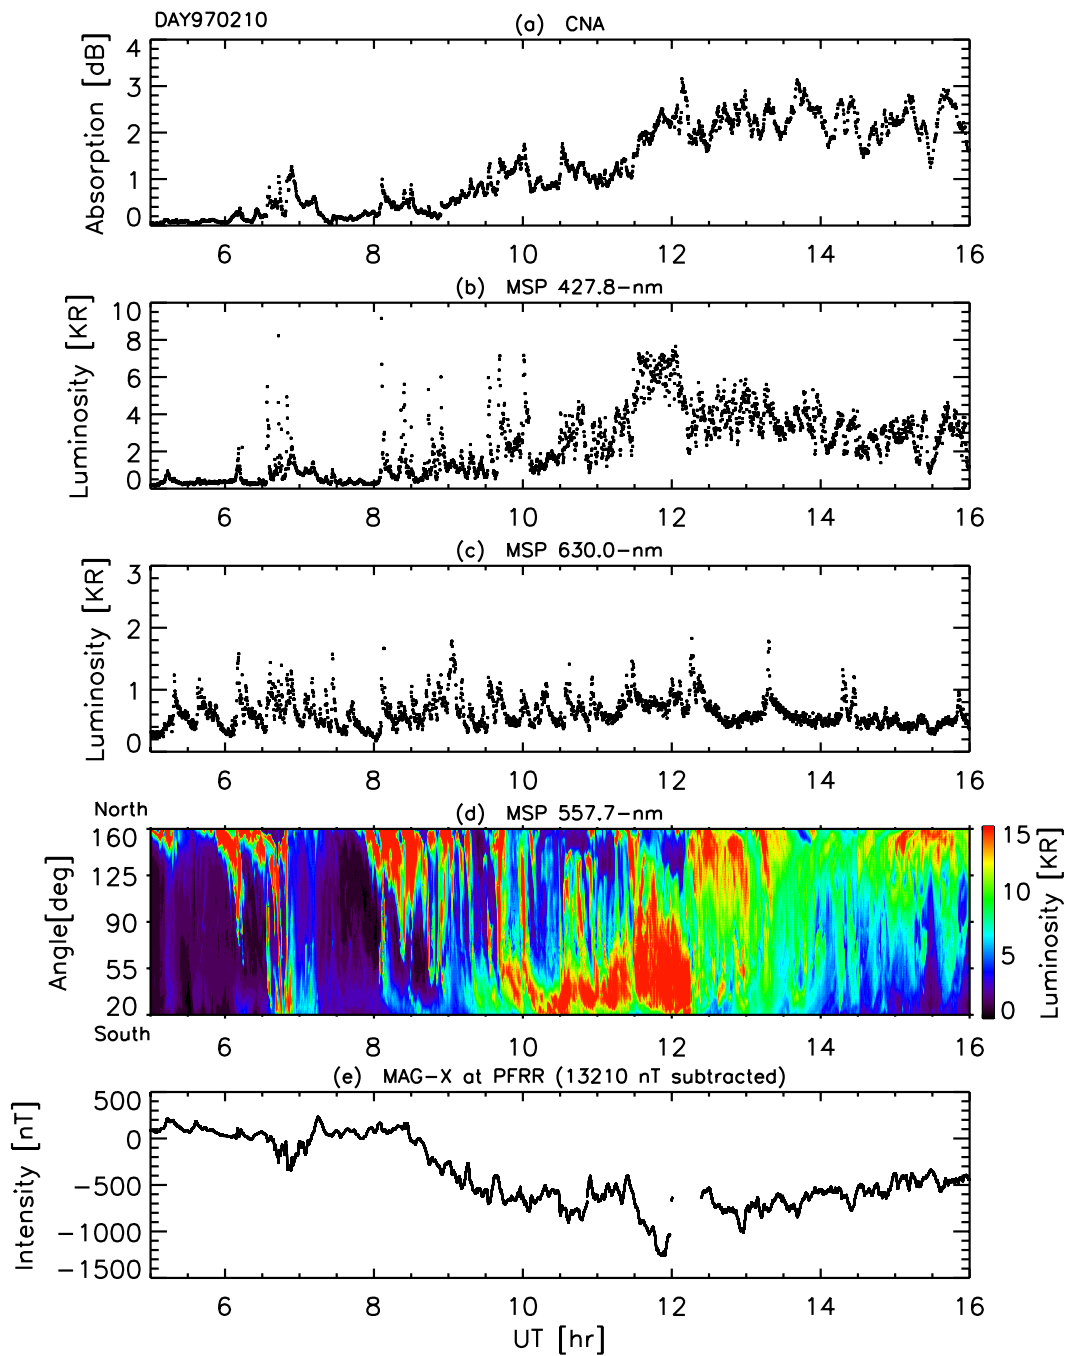 DAY970210
(a) CNA
Absorption [dB]
4
3
2
1
0
6 8 10 12 14 16
(b) MSP 427.8-nm
Luminosity [KR]
10
8
6
4
2
0
6 8 10 12 14 16
(c) MSP 630.0-nm
Luminosity [KR]
3
2
1
0
6 8 10 12 14 16
North
(d) MSP 557.7-nm
Angle[deg]
160
125
90
55
20
South
6 8 10 12 14 16
15
10
5
0
Luminosity [KR]
(e) MAG-X at PFRR (13210 nT subtracted)
Intensity [nT]
500
0
-500
-1000
-1500
6 8 10 12 14 16
UT [hr]